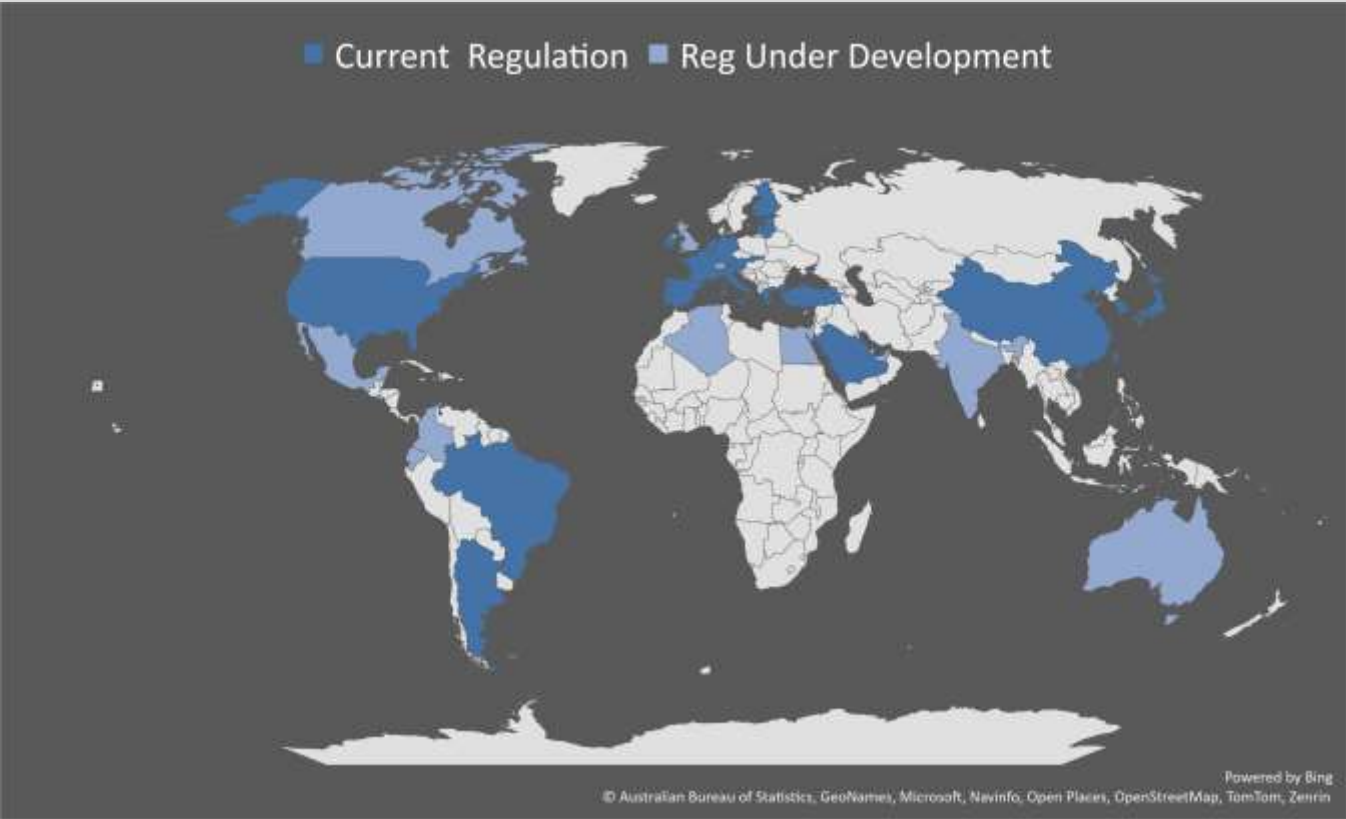 Current Regulation Reg Under Development
Powered by Bing
© Australian Bureau of Statistics, GeoNames, Microsoft, Navinfo, Open Places, OpenStreetMap, TomTom, Zenrin